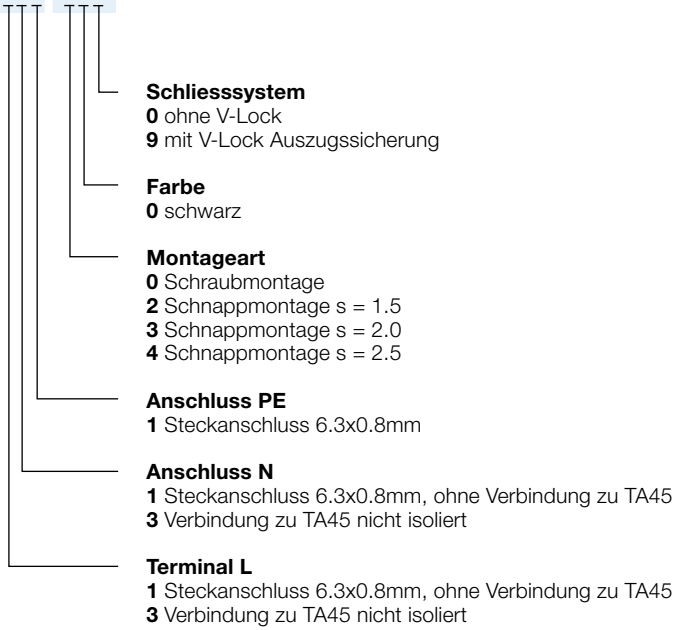 Schliesssystem
0 ohne V-Lock
9 mit V-Lock Auszugssicherung
Farbe
0 schwarz
Montageart
0 Schraubmontage
2 Schnappmontage s = 1.5
3 Schnappmontage s = 2.0
4 Schnappmontage s = 2.5
Anschluss PE
1 Steckanschluss 6.3x0.8mm
Anschluss N
1 Steckanschluss 6.3x0.8mm, ohne Verbindung zu TA45
3 Verbindung zu TA45 nicht isoliert
Terminal L
1 Steckanschluss 6.3x0.8mm, ohne Verbindung zu TA45
3 Verbindung zu TA45 nicht isoliert